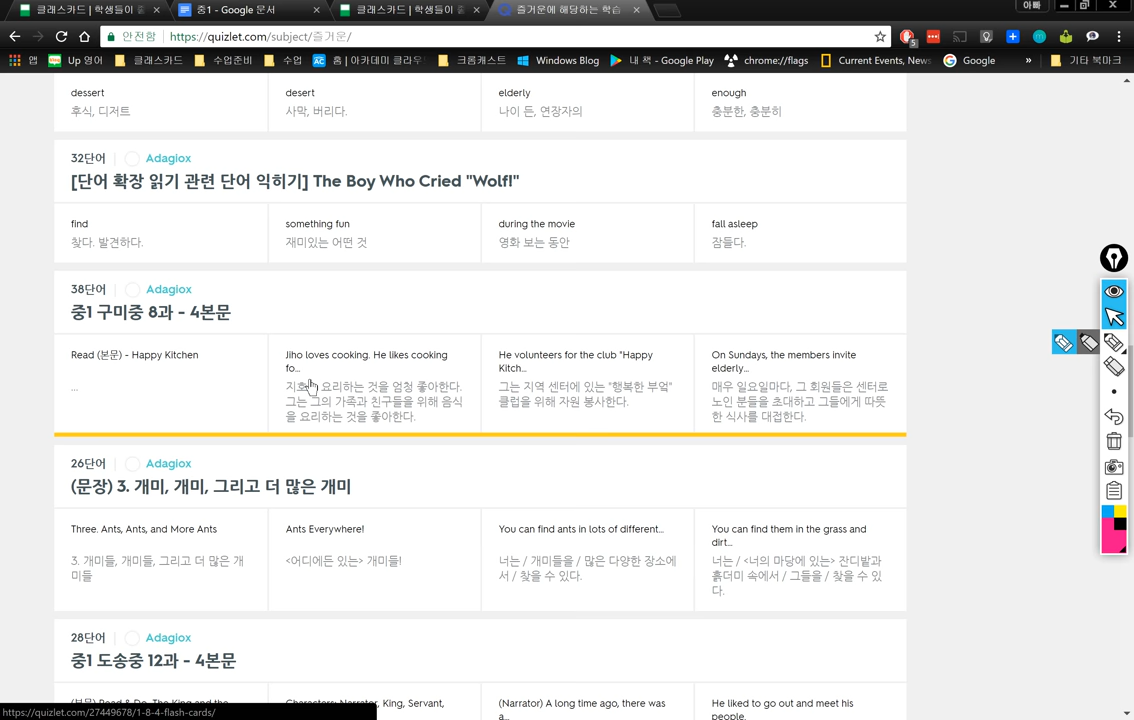 클래스카드 | 학생들이 좋
중1 - Google 문서
클래스카드 | 학생들이 좋
즐거운에 해당하는 학습
아빠
안전함 https://quizlet.com/subject/즐거운/
5
앱 Up 영어 클래스카드 수업준비 수업 홈 | 아카데미 클라우 크롬캐스트 Windows Blog 내 책 - Google Play chrome://flags Current Events, News Google » 기타 북마크
dessert
후식, 디저트
desert
사막, 버리다.
elderly
나이 든, 연장자의
enough
충분한, 충분히
32단어 Adagiox
[단어 확장 읽기 관련 단어 익히기] The Boy Who Cried "Wolf!"
find
찾다. 발견하다.
something fun
재미있는 어떤 것
during the movie
영화 보는 동안
fall asleep
잠들다.
38단어 Adagiox
중1 구미중 8과 - 4본문
Read (본문) - Happy Kitchen
...
Jiho loves cooking. He likes cooking
fo...
요리하는 것을 엄청 좋아한다.
그는 그의 가족과 친구들을 위해 음식
을 요리하는 것을 좋아한다.
He volunteers for the club "Happy
Kitch...
그는 지역 센터에 있는 "행복한 부엌"
클럽을 위해 자원 봉사한다.
On Sundays, the members invite
elderly...
매우 일요일마다, 그 회원들은 센터로
노인 분들을 초대하고 그들에게 따뜻
한 식사를 대접한다.
26단어 Adagiox
(문장) 3. 개미, 개미, 그리고 더 많은 개미
Three. Ants, Ants, and More Ants
3. 개미들, 개미들, 그리고 더 많은 개
미들
Ants Everywhere!
<어디에든 있는> 개미들!
You can find ants in lots of different...
너는 / 개미들을 / 많은 다양한 장소에
서 / 찾을 수 있다.
You can find them in the grass and
dirt...
너는 / <너의 마당에 있는> 잔디밭과
흙더미 속에서 / 그들을 / 찾을 수 있
다.
28단어 Adagiox
중1 도송중 12과 - 4본문
(본문) Read & Do. The King and the
Characters: Narrator, King, Servant,
(Narrator) A long time ago, there was
a...
He liked to go out and meet his
people.
https://quizlet.com/27449678/1-8-4-flash-cards/